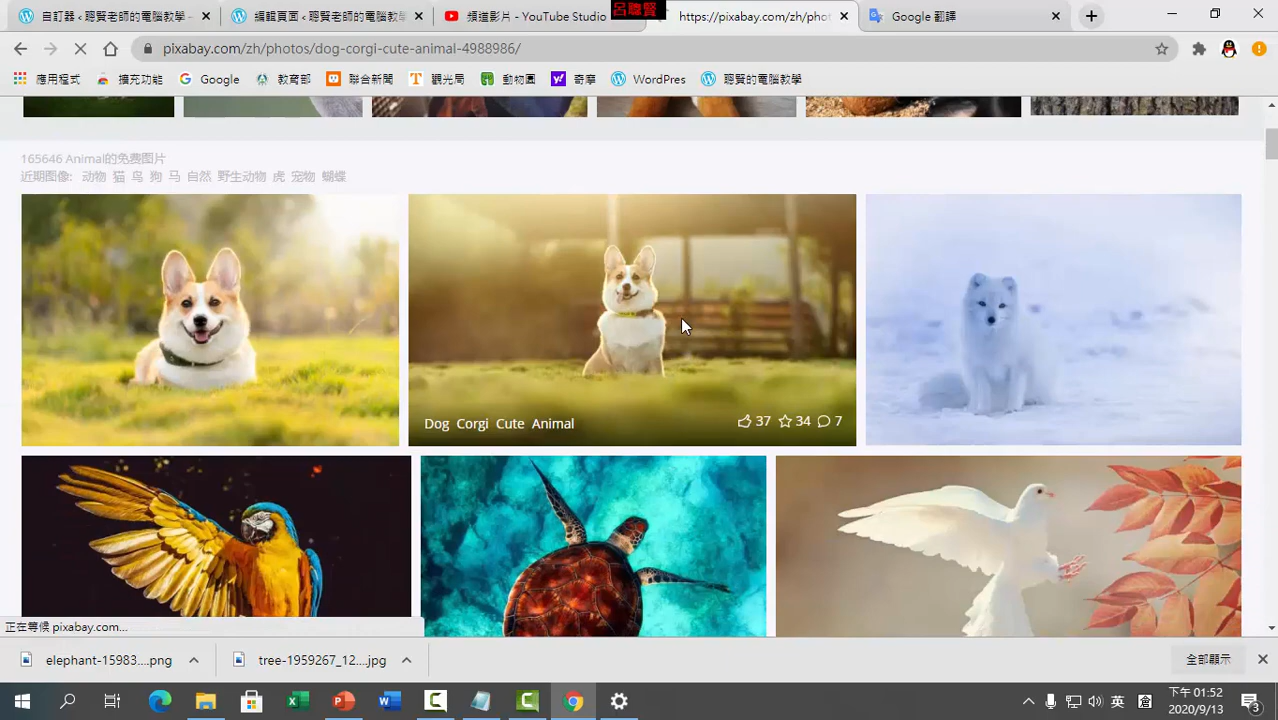 自訂器 ‹ 聰賢老師的電腦教學 –
編輯頁面 ‹ 聰賢老師的電腦教學
頻道影片 - YouTube Studio
呂聰賢
https://pixabay.com/zh/phot
Google 翻譯
pixabay.com/zh/photos/dog-corgi-cute-animal-4988986/
應用程式
擴充功能
Google
教育部
聯合新聞
觀光局
動物園
奇摩
WordPres
聰賢的電腦教學
165646 Animal的免费图片
近期图像: 动物 猫 鸟 狗 马 自然 野生动物 虎 宠物 蝴蝶
Dog Corgi Cute Animal
37 34 7
正在等候 pixabay.com...
elephant-15983....png
tree-1959267_12....jpg
全部顯示
英
倉
下午 01:52
2020/9/13
3